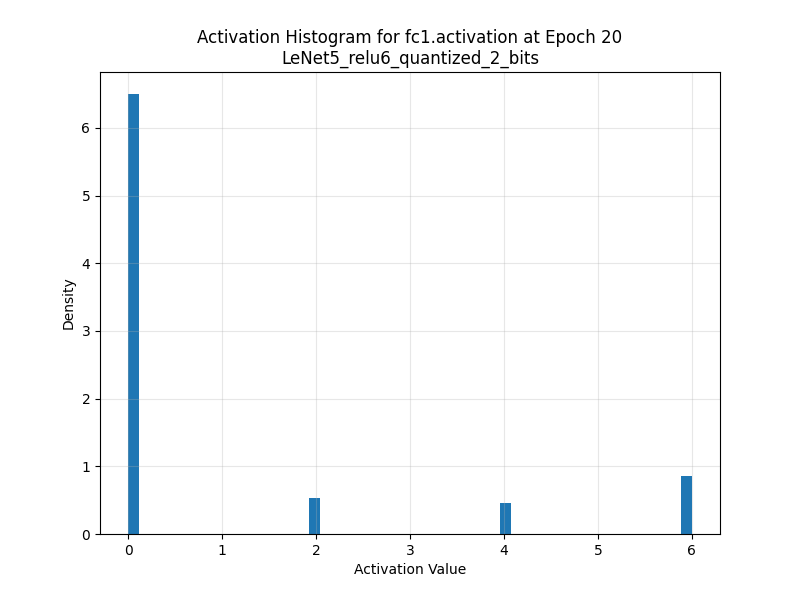 Activation Histogram for fc1.activation at Epoch 20
LeNet5_relu6_quantized_2_bits
6
5
4
3
2
1
0
Density
0 1 2 3 4 5 6
Activation Value